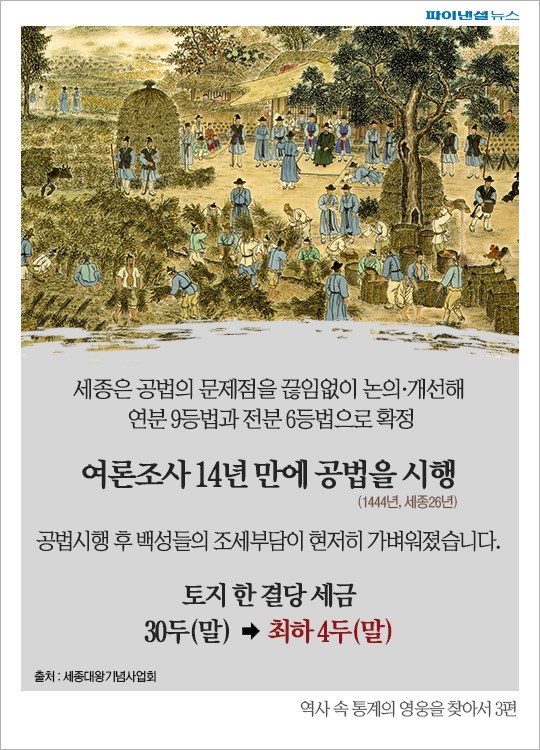 파이낸셜뉴스
세종은 공법의 문제점을 끊임없이 논의·개선해
연분 9등법과 전분 6등법으로 확정
여론조사 14년 만에 공법을 시행
(1444년, 세종26년)
공법시행 후 백성들의 조세부담이 현저히 가벼워졌습니다.
토지 한 결당 세금
30두(말) ➡ 최하 4두(말)
출처 : 세종대왕기념사업회
역사 속 통계의 영웅을 찾아서 3편